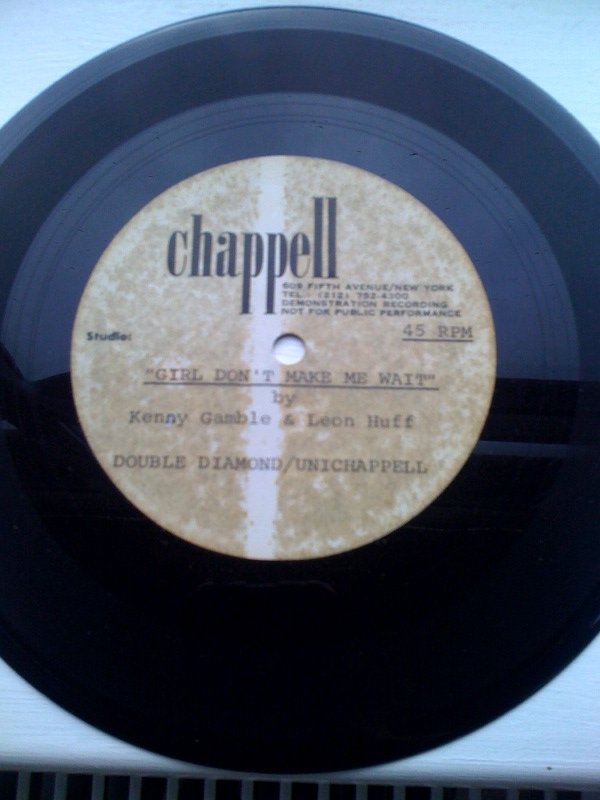 chappell
609 FIFTH AVENUE/NEW YORK
TEL - (212) 752-4300
DEMONSTRATION RECORDING
NOT FOR PUBLIC PERFORMANCE
Studio:
45 RPM
"GIRL DON'T MAKE ME WAIT"
by
Kenny Gamble & Leon Huff
DOUBLE DIAMOND/UNICHAPPELL